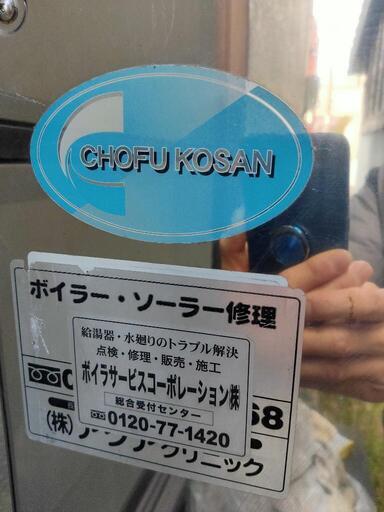 CHOFU KOSAN
ボイラー・ソーラー修理
給湯器・水廻りのトラブル解決
点検・修理・販売・施工
ボイラサービスコーポレーション㈱
総合受付センター
0120-77-1420
68
(株)
クリニック